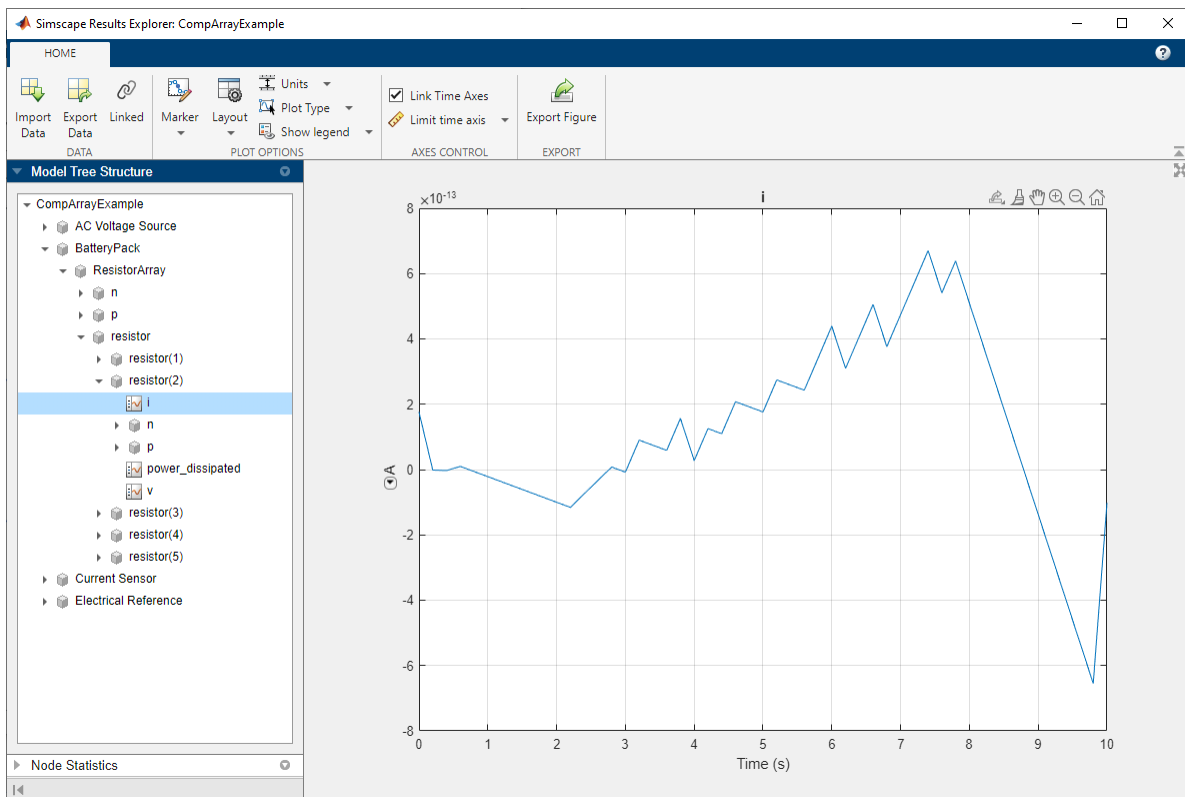 Simscape Results Explorer: CompArrayExample
HOME
?
Import Data
Export Data
Linked
Marker
Layout
Units
Plot Type
Show legend
Link Time Axes
Limit time axis
Export Figure
DATA
PLOT OPTIONS
AXES CONTROL
EXPORT
Model Tree Structure
CompArrayExample
AC Voltage Source
BatteryPack
ResistorArray
n
p
resistor
resistor(1)
resistor(2)
i
n
p
power_dissipated
v
resistor(3)
resistor(4)
resistor(5)
Current Sensor
Electrical Reference
Node Statistics
×10⁻¹³
i
8
6
4
2
0
-2
-4
-6
-8
A
0 1 2 3 4 5 6 7 8 9 10
Time (s)